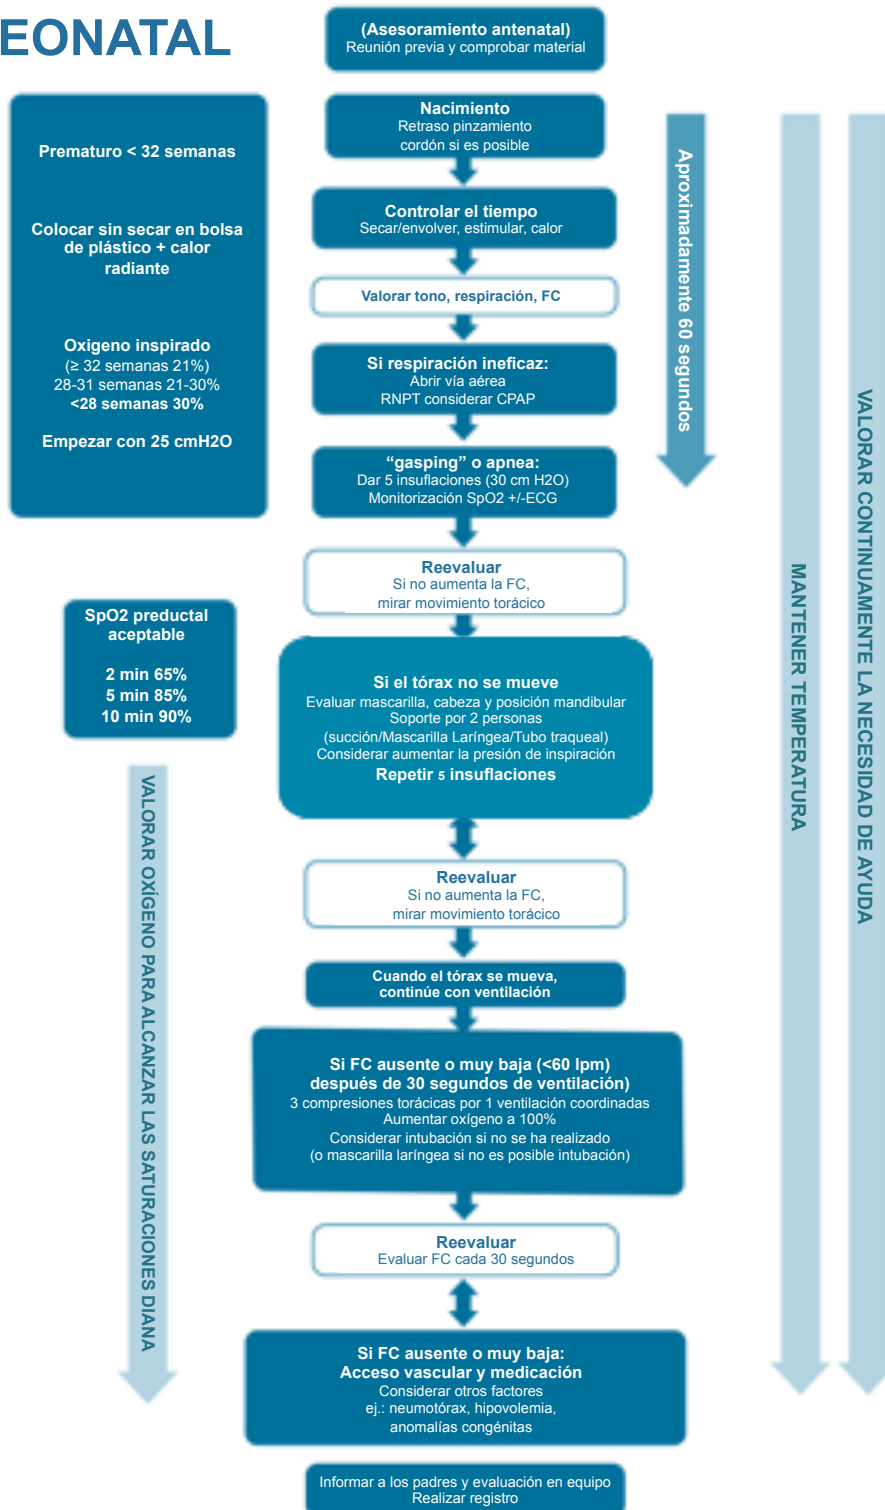 EONATAL
(Asesoramiento antenatal)
Reunión previa y comprobar material
Nacimiento
Retraso pinzamiento
cordón si es posible
Controlar el tiempo
Secar/envolver, estimular, calor
Valorar tono, respiración, FC
Si respiración ineficaz:
Abrir vía aérea
RNPT considerar CPAP
“gasping” o apnea:
Dar 5 insuflaciones (30 cm H2O)
Monitorización SpO2 +/-ECG
Reevaluar
Si no aumenta la FC,
mirar movimiento torácico
Si el tórax no se mueve
Evaluar mascarilla, cabeza y posición mandibular
Soporte por 2 personas
(succión/Mascarilla Laríngea/Tubo traqueal)
Considerar aumentar la presión de inspiración
Repetir 5 insuflaciones
Reevaluar
Si no aumenta la FC,
mirar movimiento torácico
Cuando el tórax se mueva,
continúe con ventilación
Si FC ausente o muy baja (<60 lpm)
después de 30 segundos de ventilación)
3 compresiones torácicas por 1 ventilación coordinadas
Aumentar oxígeno a 100%
Considerar intubación si no se ha realizado
(o mascarilla laríngea si no es posible intubación)
Reevaluar
Evaluar FC cada 30 segundos
Si FC ausente o muy baja:
Acceso vascular y medicación
Considerar otros factores
ej.: neumotórax, hipovolemia,
anomalías congénitas
Informar a los padres y evaluación en equipo
Realizar registro
Prematuro < 32 semanas
Colocar sin secar en bolsa
de plástico + calor
radiante
Oxigeno inspirado
(≥ 32 semanas 21%)
28-31 semanas 21-30%
<28 semanas 30%
Empezar con 25 cmH2O
SpO2 preductal
aceptable
2 min 65%
5 min 85%
10 min 90%
VALORAR OXÍGENO PARA ALCANZAR LAS SATURACIONES DIANA
Aproximadamente 60 segundos
MANTENER TEMPERATURA
VALORAR CONTINUAMENTE LA NECESIDAD DE AYUDA